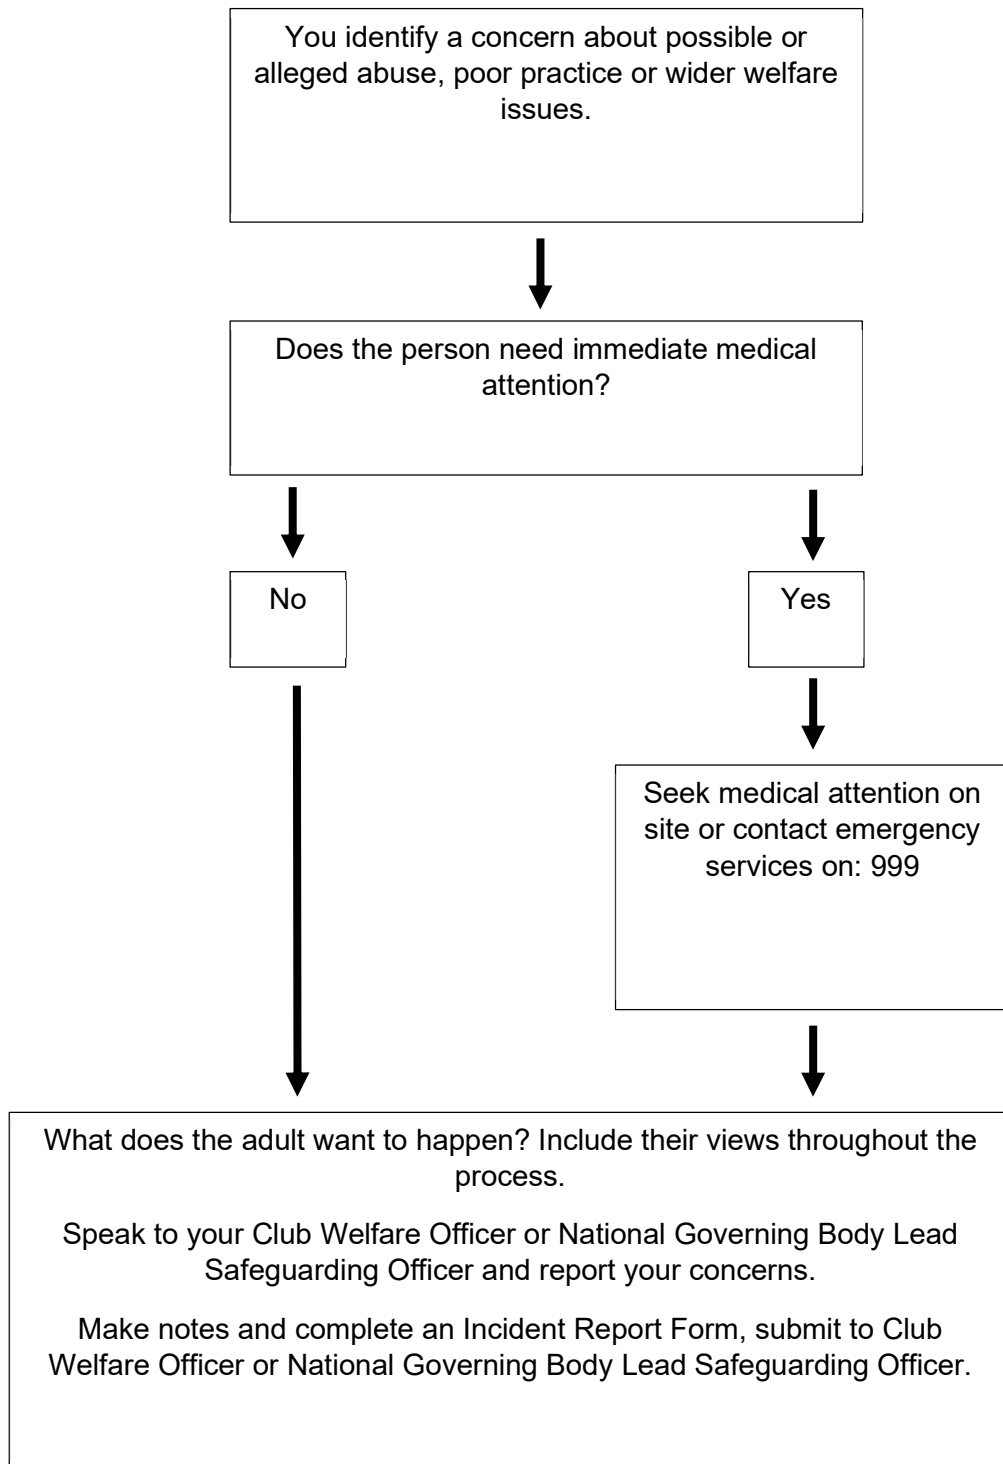 You identify a concern about possible or
alleged abuse, poor practice or wider welfare
issues.
Does the person need immediate medical
attention?
No
Yes
Seek medical attention on
site or contact emergency
services on: 999
What does the adult want to happen? Include their views throughout the
process.
Speak to your Club Welfare Officer or National Governing Body Lead
Safeguarding Officer and report your concerns.
Make notes and complete an Incident Report Form, submit to Club
Welfare Officer or National Governing Body Lead Safeguarding Officer.